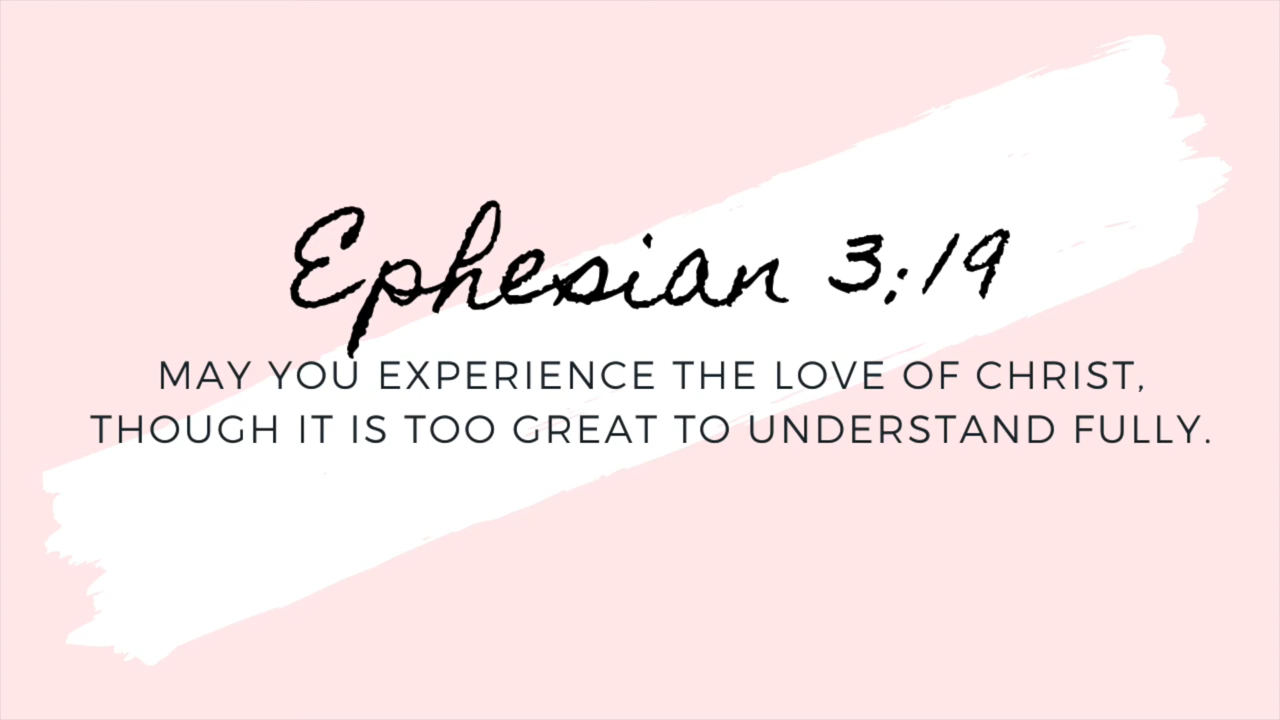 Ephesian 3:19
MAY YOU EXPERIENCE THE LOVE OF CHRIST,
THOUGH IT IS TOO GREAT TO UNDERSTAND FULLY.